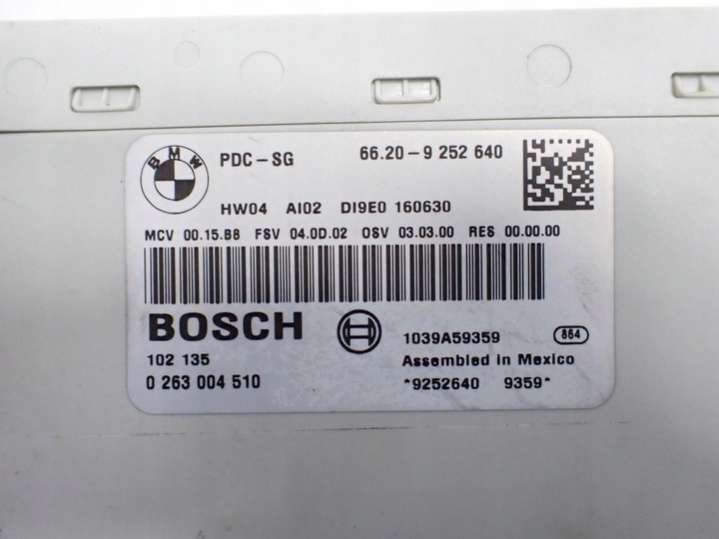 BMW
PDC-SG 66.20-9 252 640
HW04 AI02 DI9E0 160630
MCV 00.15.B8 FSV 04.0D.02 OSV 03.03.00 RES 00.00.00
BOSCH 1039A59359 864
102 135 Assembled in Mexico
0 263 004 510 *9252640 9359*